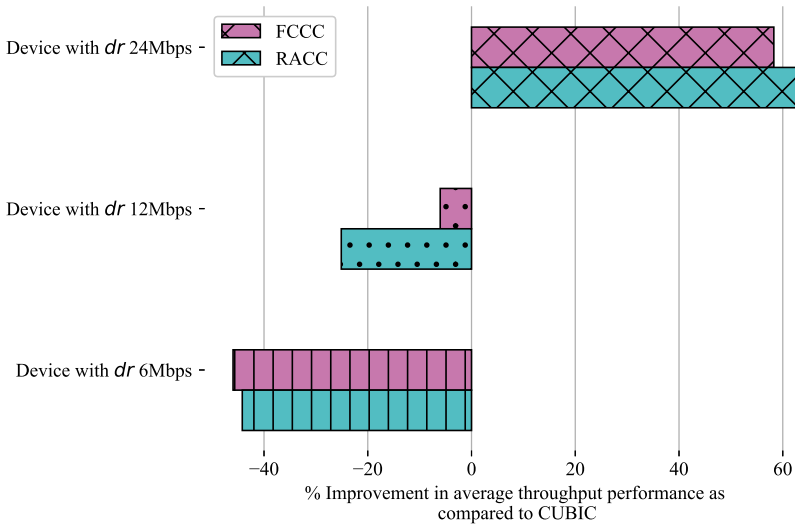 Device with dr 24Mbps
FCCC
RACC
Device with dr 12Mbps
Device with dr 6Mbps
−40 −20 0 20 40 60
% Improvement in average throughput performance as
compared to CUBIC